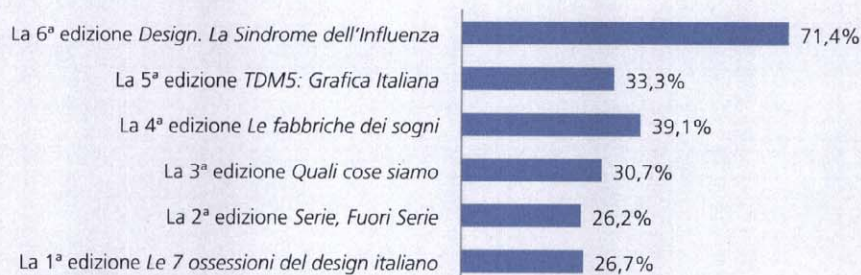 La 6ª edizione Design. La Sindrome dell'Influenza 71,4%
La 5ª edizione TDM5: Grafica Italiana 33,3%
La 4ª edizione Le fabbriche dei sogni 39,1%
La 3ª edizione Quali cose siamo 30,7%
La 2ª edizione Serie, Fuori Serie 26,2%
La 1ª edizione Le 7 ossessioni del design italiano 26,7%